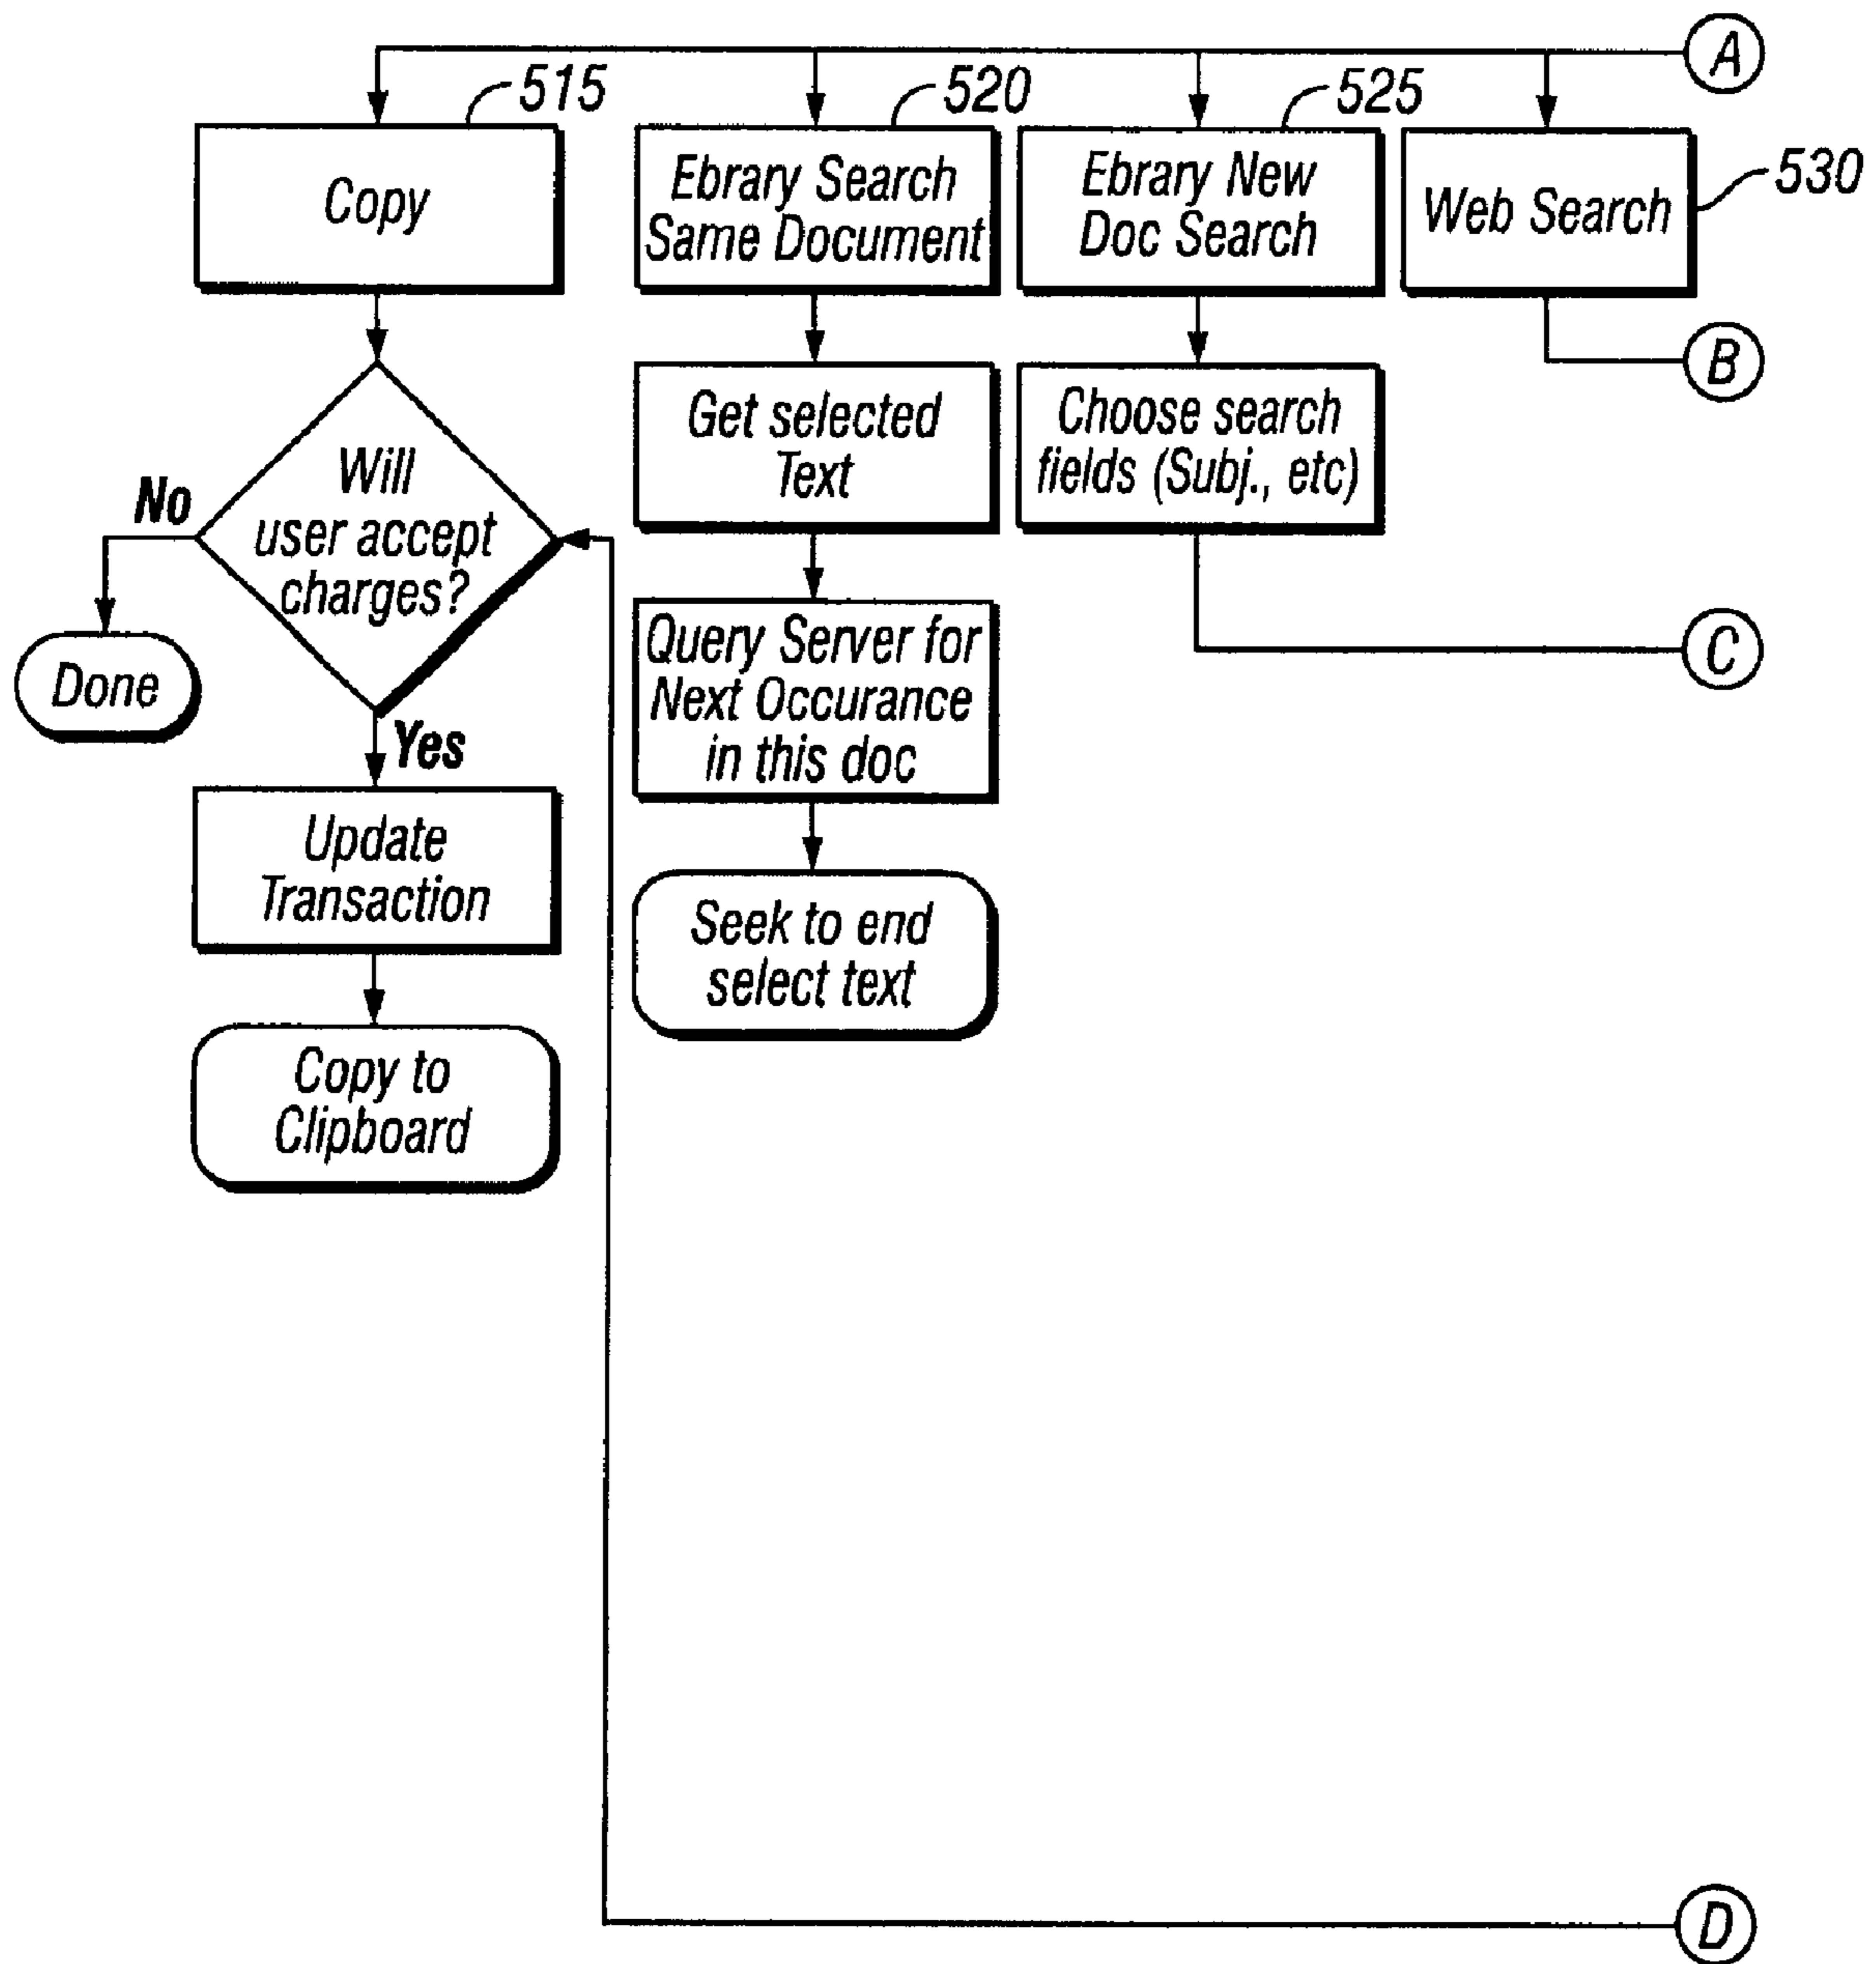 A
515
520
525
530
Copy
Ebrary Search
Same Document
Ebrary New
Doc Search
Web Search
B
Get selected
Text
Choose search
fields (Subj., etc)
Will
user accept
charges?
No
Yes
Done
Query Server for
Next Occurance
in this doc
C
Update
Transaction
Seek to end
select text
Copy to
Clipboard
D